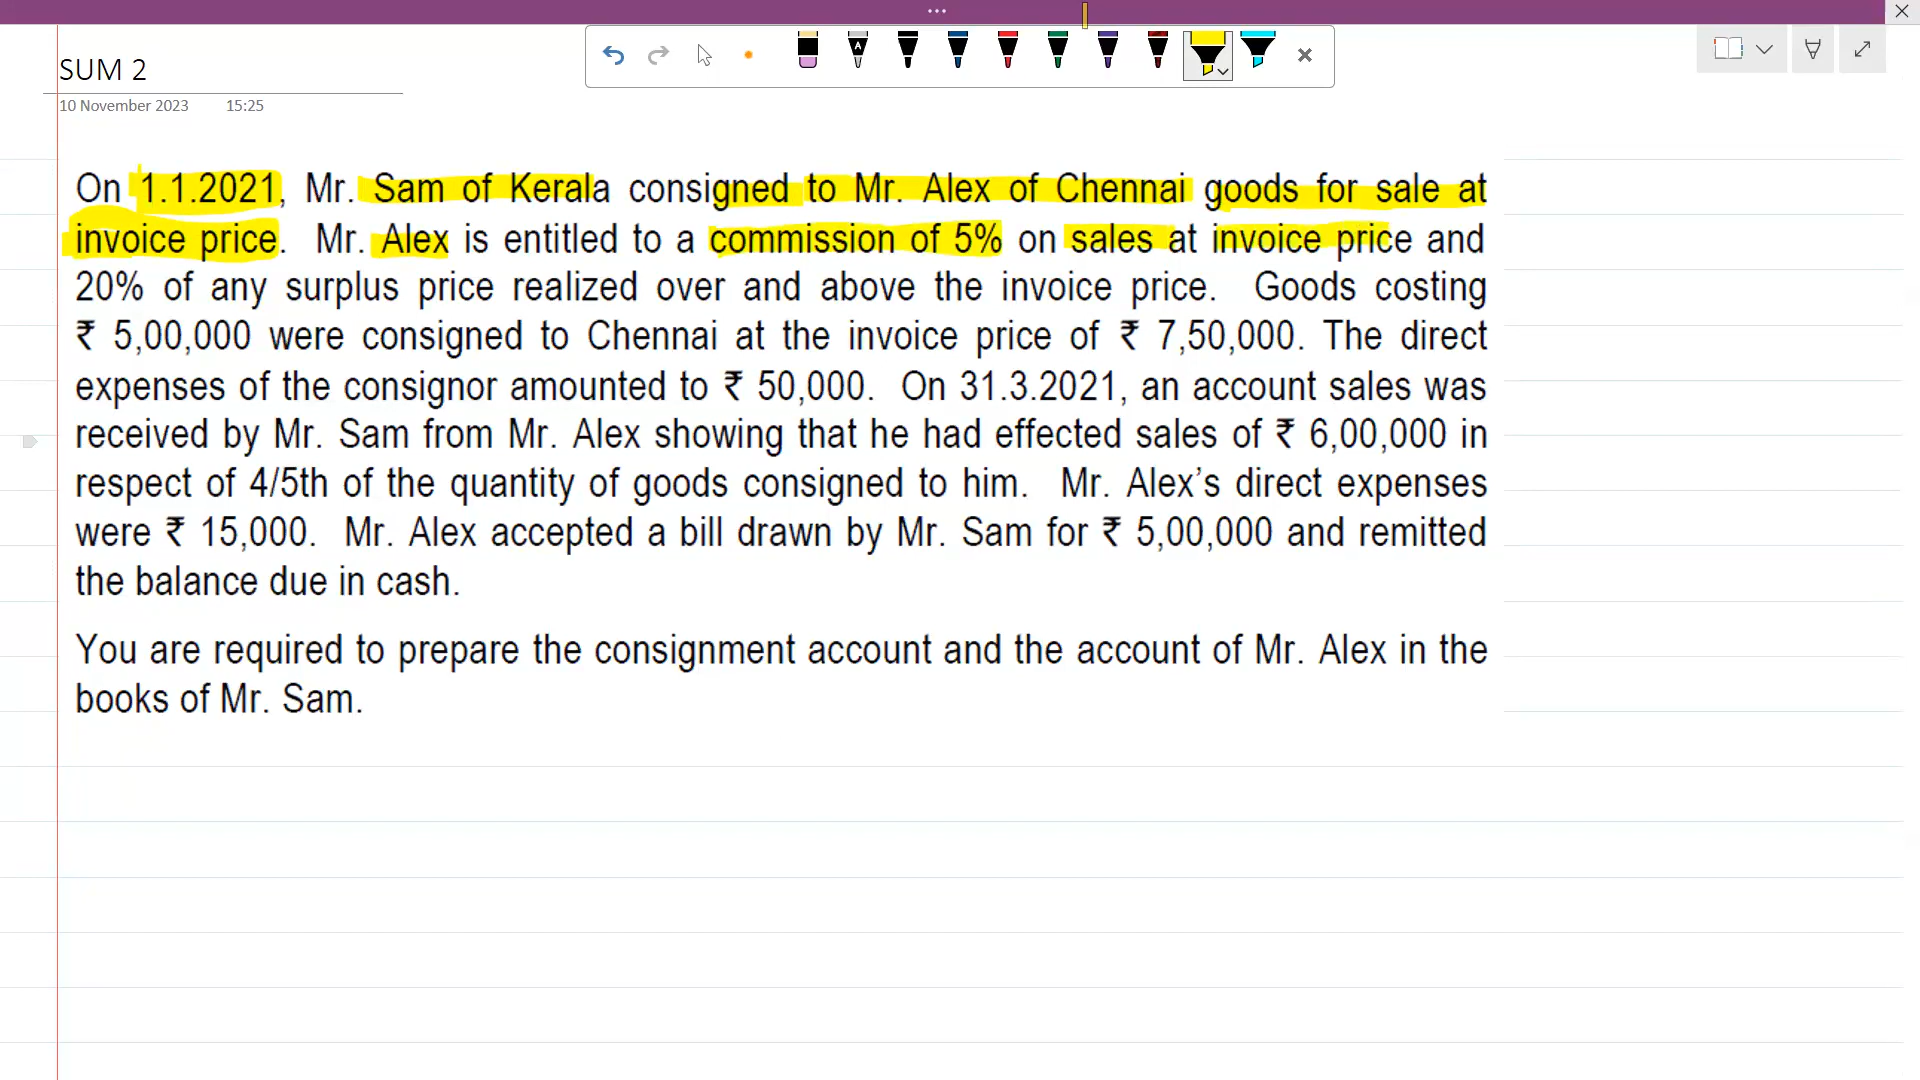 SUM 2
10 November 2023 15:25
On 1.1.2021, Mr. Sam of Kerala consigned to Mr. Alex of Chennai goods for sale at
invoice price. Mr. Alex is entitled to a commission of 5% on sales at invoice price and
20% of any surplus price realized over and above the invoice price. Goods costing
₹ 5,00,000 were consigned to Chennai at the invoice price of ₹ 7,50,000. The direct
expenses of the consignor amounted to ₹ 50,000. On 31.3.2021, an account sales was
received by Mr. Sam from Mr. Alex showing that he had effected sales of ₹ 6,00,000 in
respect of 4/5th of the quantity of goods consigned to him. Mr. Alex’s direct expenses
were ₹ 15,000. Mr. Alex accepted a bill drawn by Mr. Sam for ₹ 5,00,000 and remitted
the balance due in cash.
You are required to prepare the consignment account and the account of Mr. Alex in the
books of Mr. Sam.